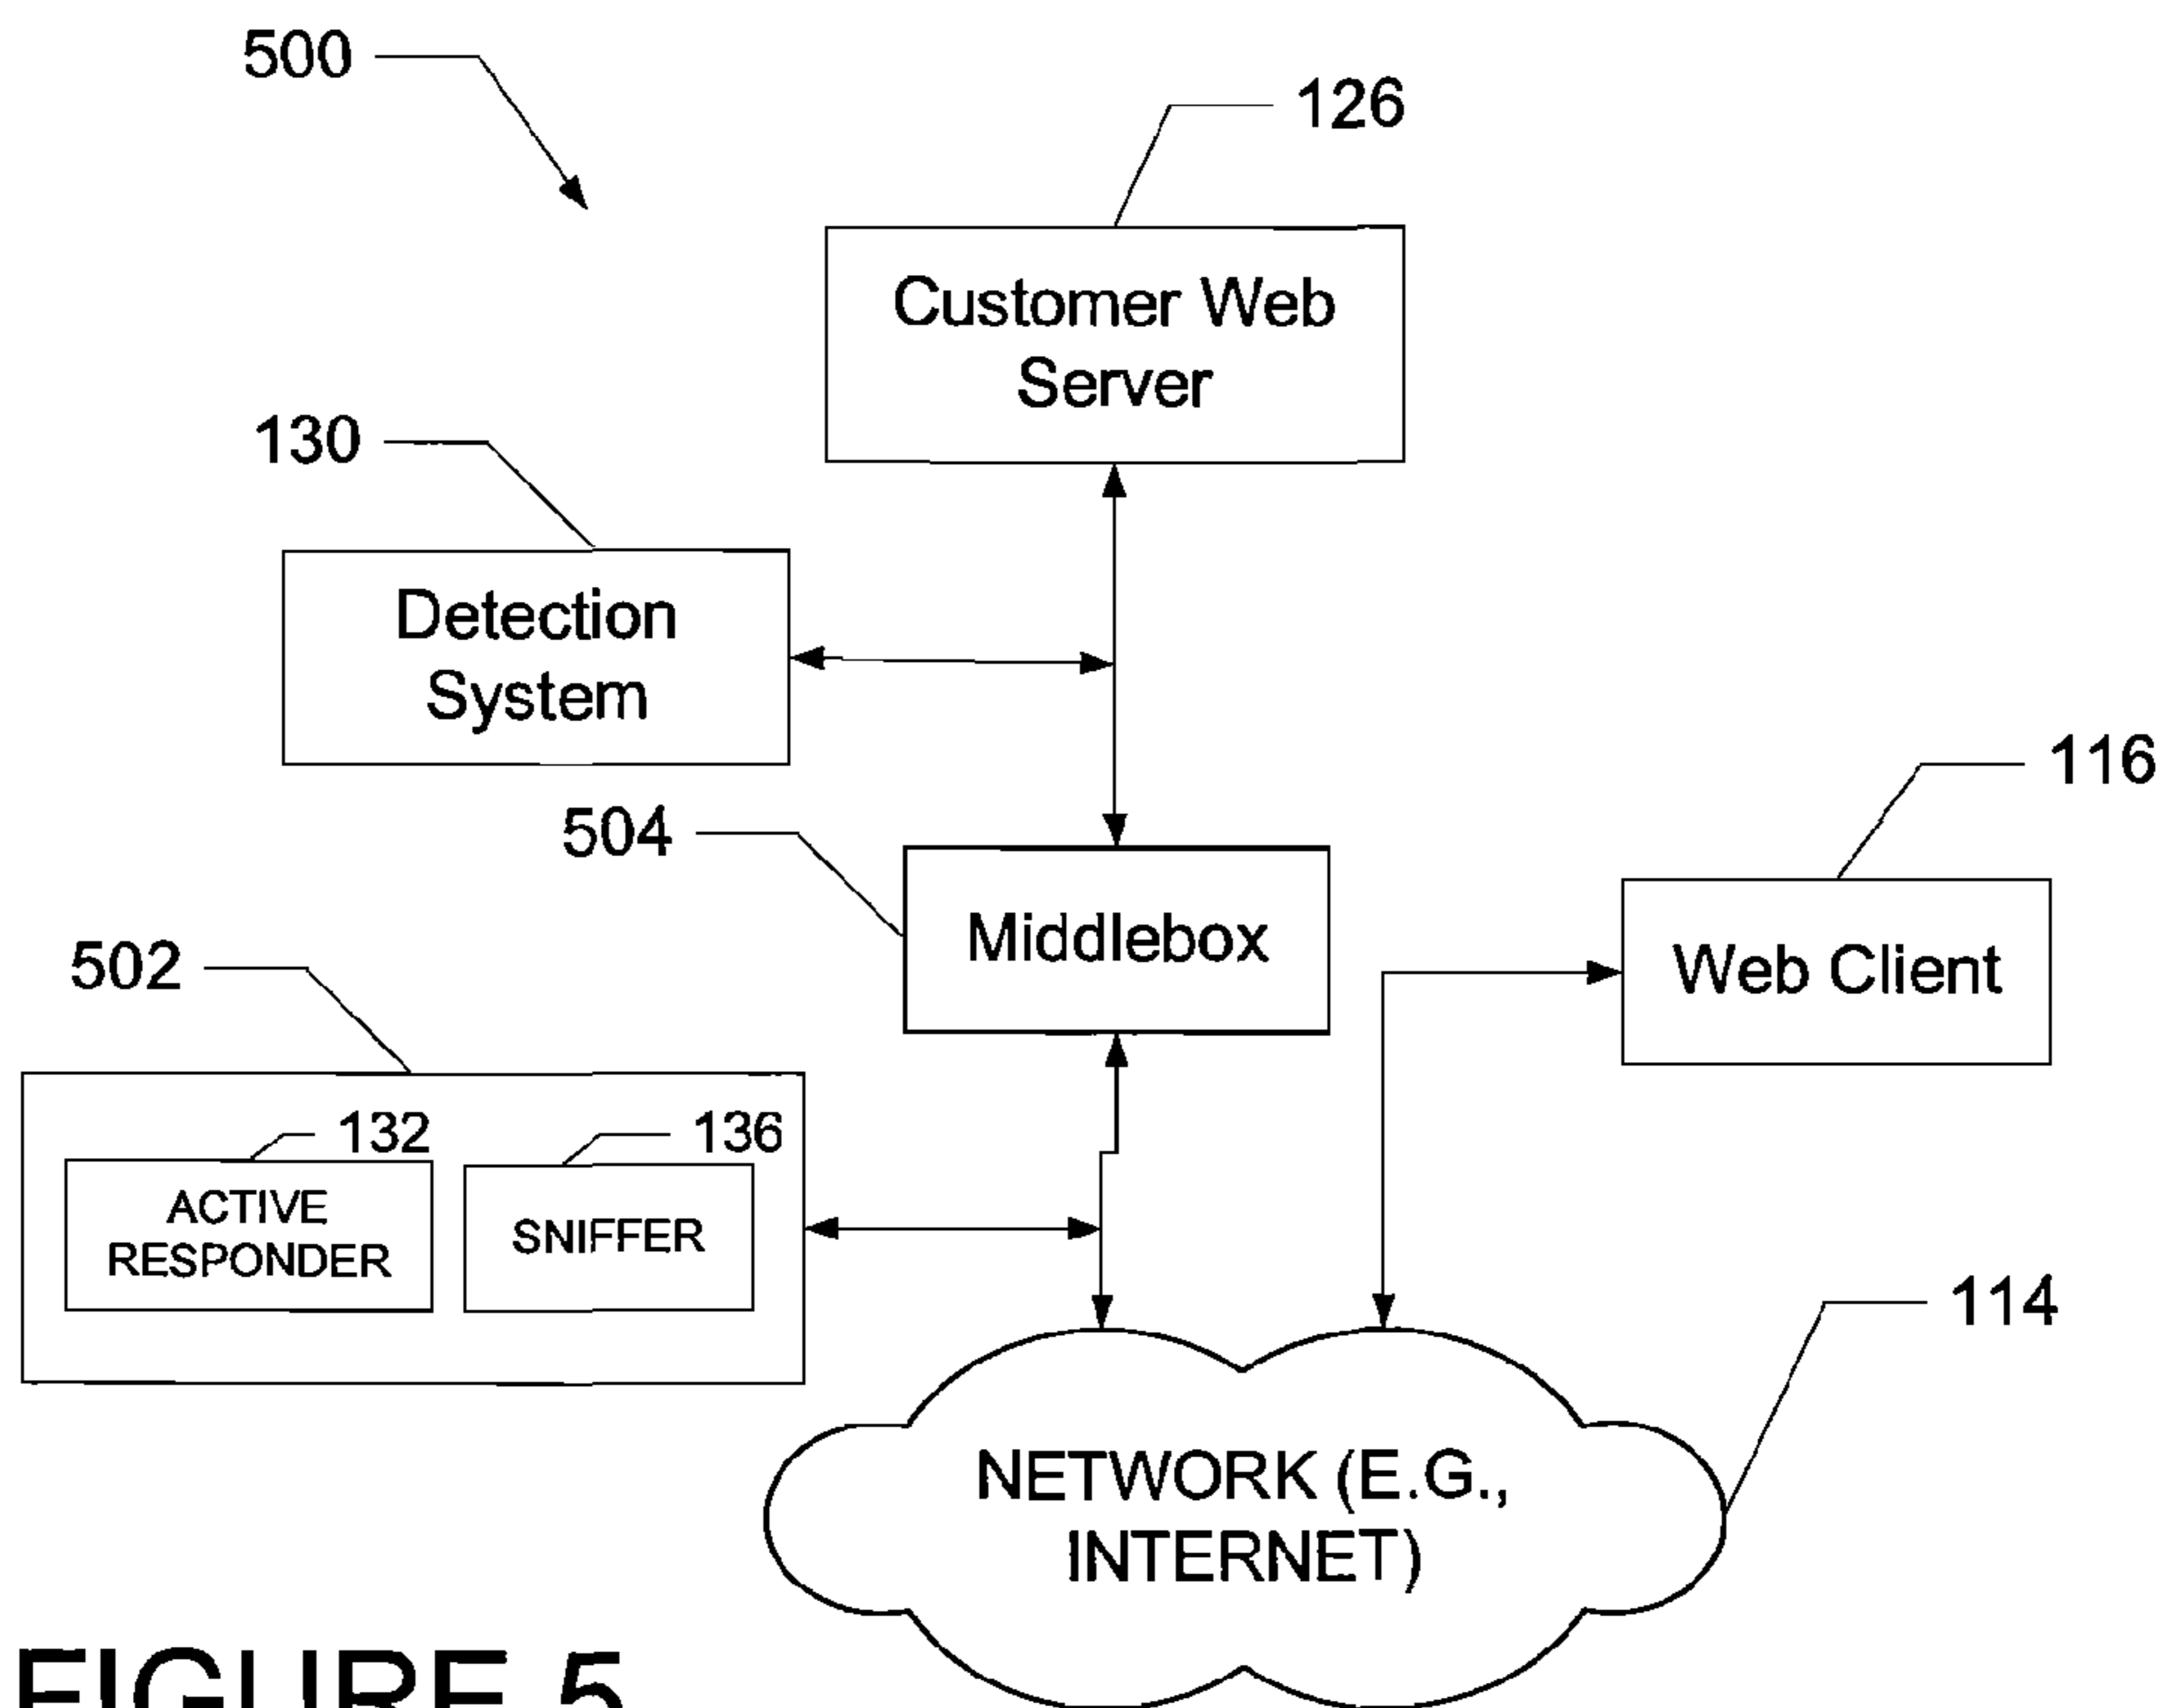 500
126
Customer Web
Server
130
Detection
System
116
504
Middlebox
Web Client
502
132
136
ACTIVE
RESPONDER
SNIFFER
114
NETWORK (E.G.,
INTERNET)
FIGURE 5